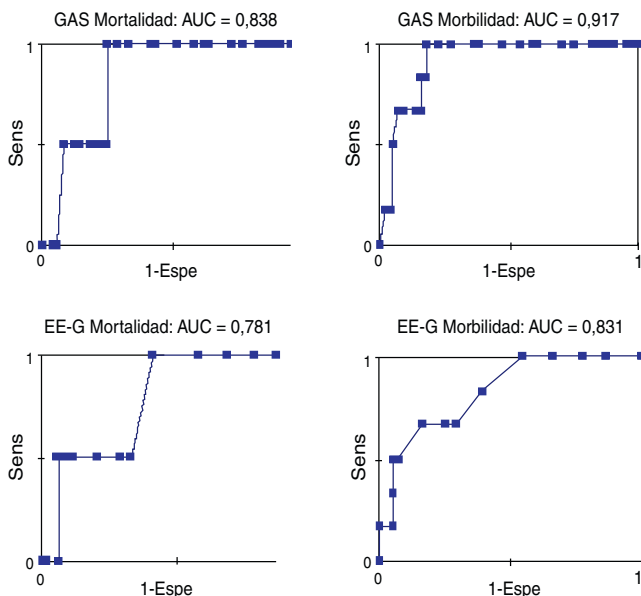 GAS Mortalidad: AUC = 0,838
1
Sens
0
0
1-Espe
GAS Morbilidad: AUC = 0,917
1
Sens
0
0
1-Espe
1
EE-G Mortalidad: AUC = 0,781
1
Sens
0
0
1-Espe
EE-G Morbilidad: AUC = 0,831
1
Sens
0
0
1-Espe
1